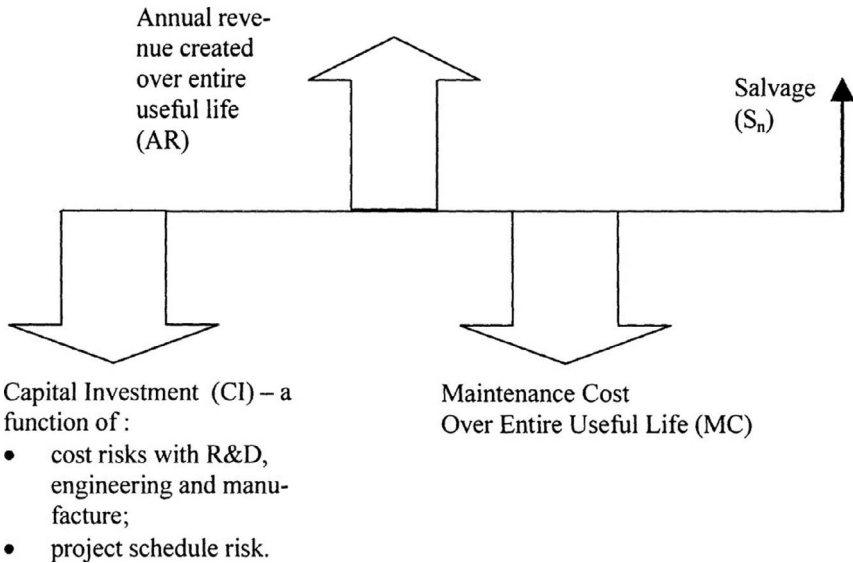 Annual reve-
nue created
over entire
useful life
(AR)
Salvage
(Sₙ)
Capital Investment (CI) – a
function of :
• cost risks with R&D,
engineering and manu-
facture;
• project schedule risk.
Maintenance Cost
Over Entire Useful Life (MC)